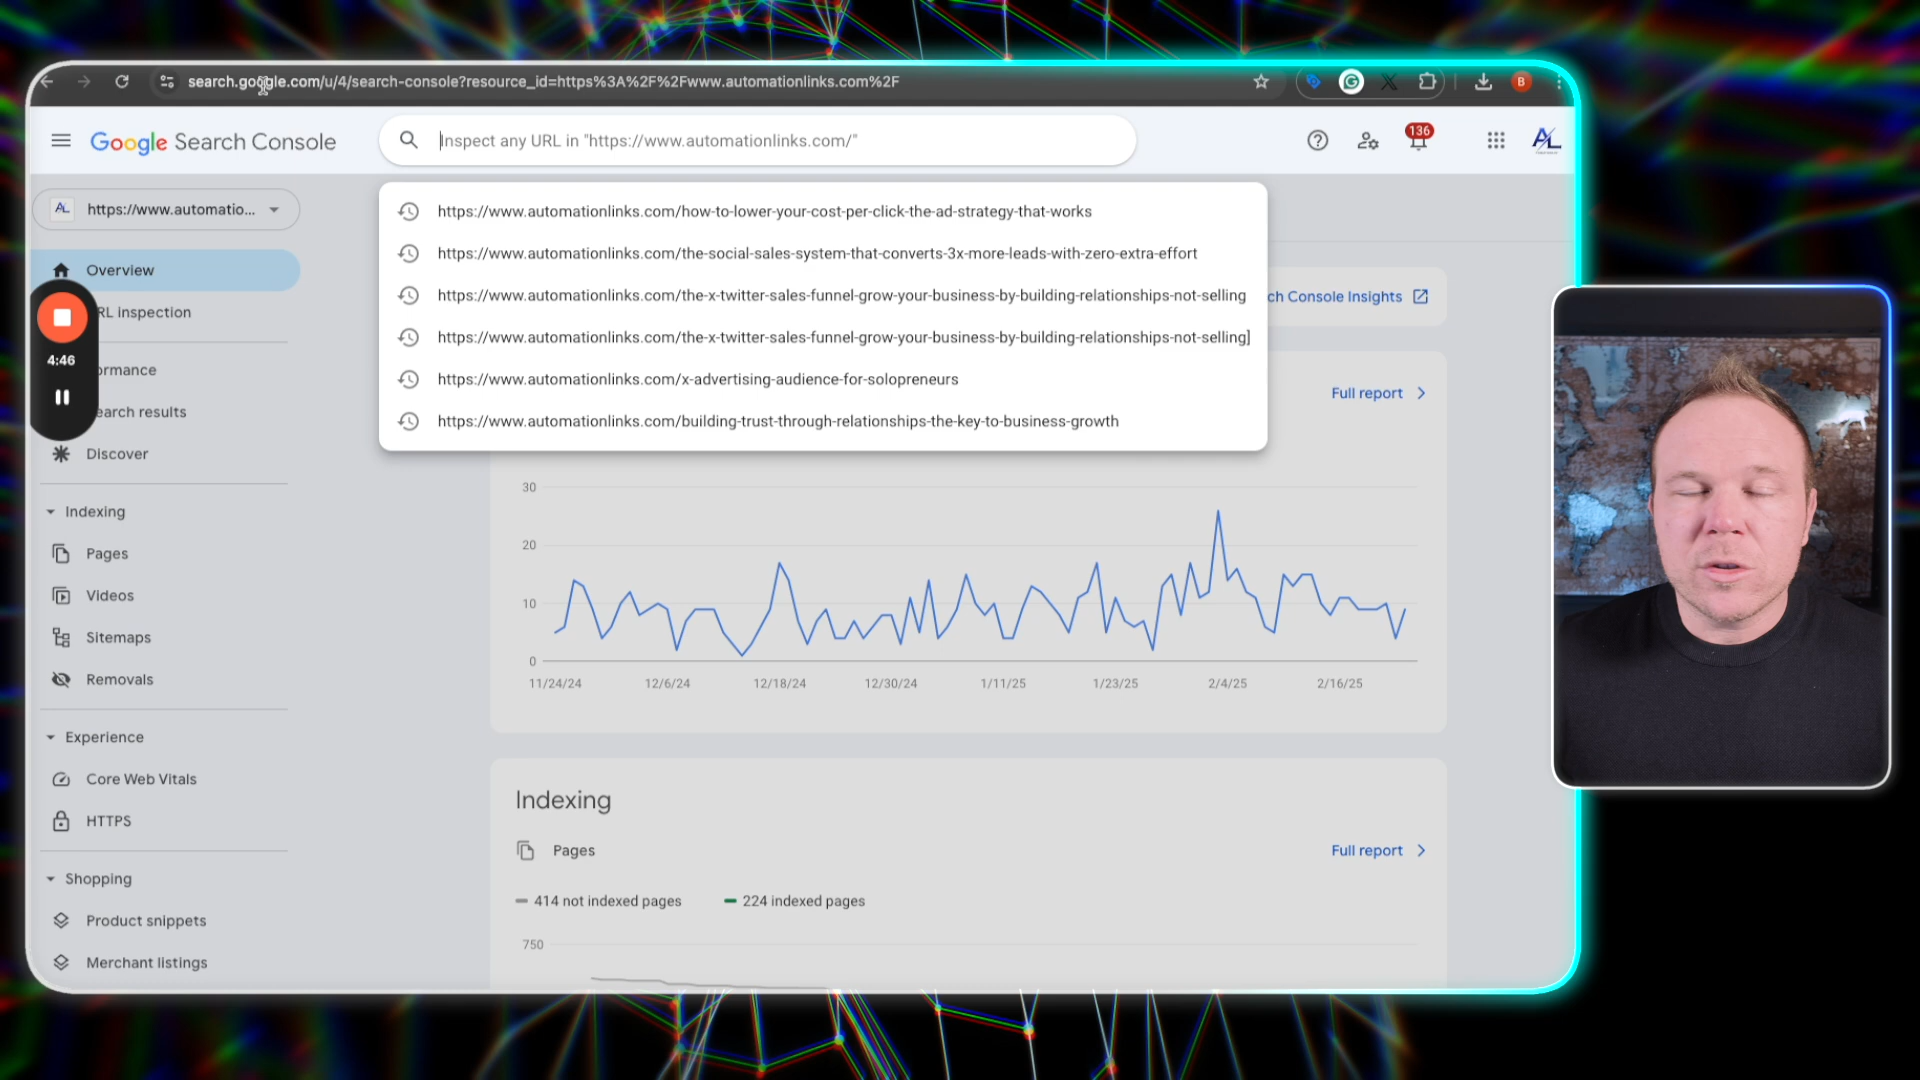 search.google.com/u/4/search-console?resource_id=https%3A%2F%2Fwww.automationlinks.com%2F
B
Google Search Console
Inspect any URL in "https://www.automationlinks.com/"
136
AL
AL https://www.automatio...
https://www.automationlinks.com/how-to-lower-your-cost-per-click-the-ad-strategy-that-works
https://www.automationlinks.com/the-social-sales-system-that-converts-3x-more-leads-with-zero-extra-effort
https://www.automationlinks.com/the-x-twitter-sales-funnel-grow-your-business-by-building-relationships-not-selling
https://www.automationlinks.com/the-x-twitter-sales-funnel-grow-your-business-by-building-relationships-not-selling]
https://www.automationlinks.com/x-advertising-audience-for-solopreneurs
https://www.automationlinks.com/building-trust-through-relationships-the-key-to-business-growth
ch Console Insights
Full report
Overview
RL inspection
4:46
ormance
earch results
Discover
Indexing
Pages
Videos
Sitemaps
Removals
Experience
Core Web Vitals
HTTPS
Shopping
Product snippets
Merchant listings
30
20
10
0
11/24/24 12/6/24 12/18/24 12/30/24 1/11/25 1/23/25 2/4/25 2/16/25
Indexing
Pages
Full report
414 not indexed pages 224 indexed pages
750